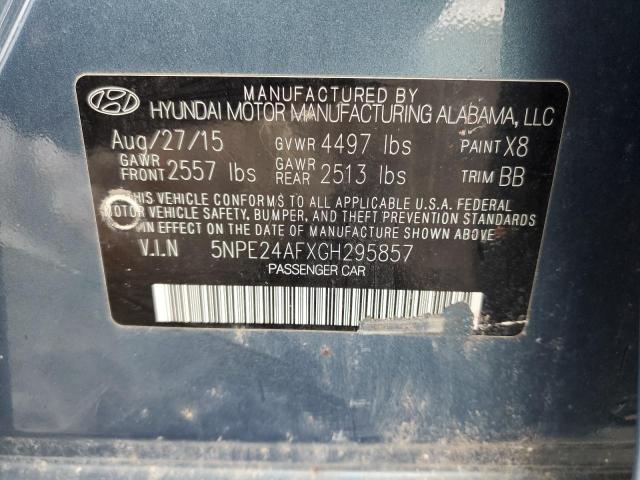 MANUFACTURED BY
HYUNDAI MOTOR MANUFACTURING ALABAMA, LLC
Aug/27/15 GVWR 4497 lbs PAINT X8
GAWR FRONT 2557 lbs GAWR REAR 2513 lbs TRIM BB
THIS VEHICLE CONFORMS TO ALL APPLICABLE U.S.A. FEDERAL
MOTOR VEHICLE SAFETY, BUMPER, AND THEFT PREVENTION STANDARDS
IN EFFECT ON THE DATE OF MANUFACTURE SHOWN ABOVE.
V.I.N 5NPE24AFXGH295857
PASSENGER CAR